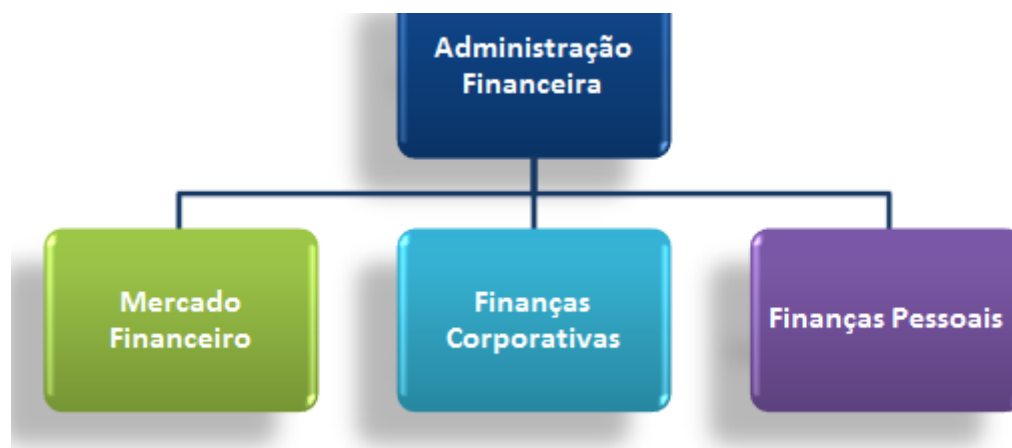 Administração
Financeira
Mercado
Financeiro
Finanças
Corporativas
Finanças Pessoais